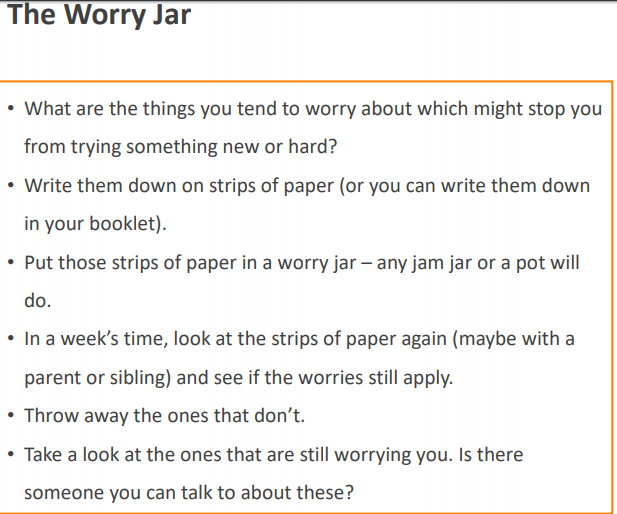 The Worry Jar
• What are the things you tend to worry about which might stop you
from trying something new or hard?
• Write them down on strips of paper (or you can write them down
in your booklet).
• Put those strips of paper in a worry jar – any jam jar or a pot will
do.
• In a week’s time, look at the strips of paper again (maybe with a
parent or sibling) and see if the worries still apply.
• Throw away the ones that don’t.
• Take a look at the ones that are still worrying you. Is there
someone you can talk to about these?